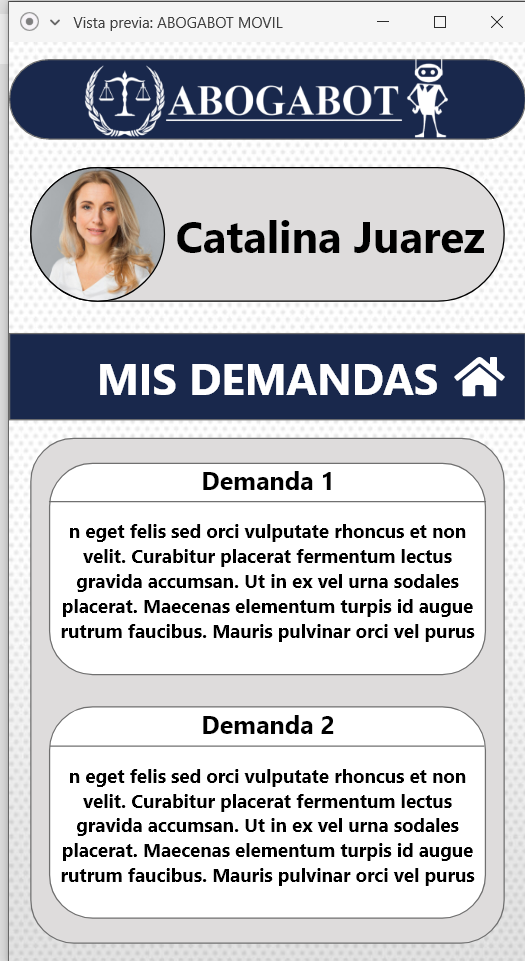 Vista previa: ABOGABOT MOVIL
ABOGABOT
Catalina Juarez
MIS DEMANDAS
Demanda 1
n eget felis sed orci vulputate rhoncus et non
velit. Curabitur placerat fermentum lectus
gravida accumsan. Ut in ex vel urna sodales
placerat. Maecenas elementum turpis id augue
rutrum faucibus. Mauris pulvinar orci vel purus
Demanda 2
n eget felis sed orci vulputate rhoncus et non
velit. Curabitur placerat fermentum lectus
gravida accumsan. Ut in ex vel urna sodales
placerat. Maecenas elementum turpis id augue
rutrum faucibus. Mauris pulvinar orci vel purus